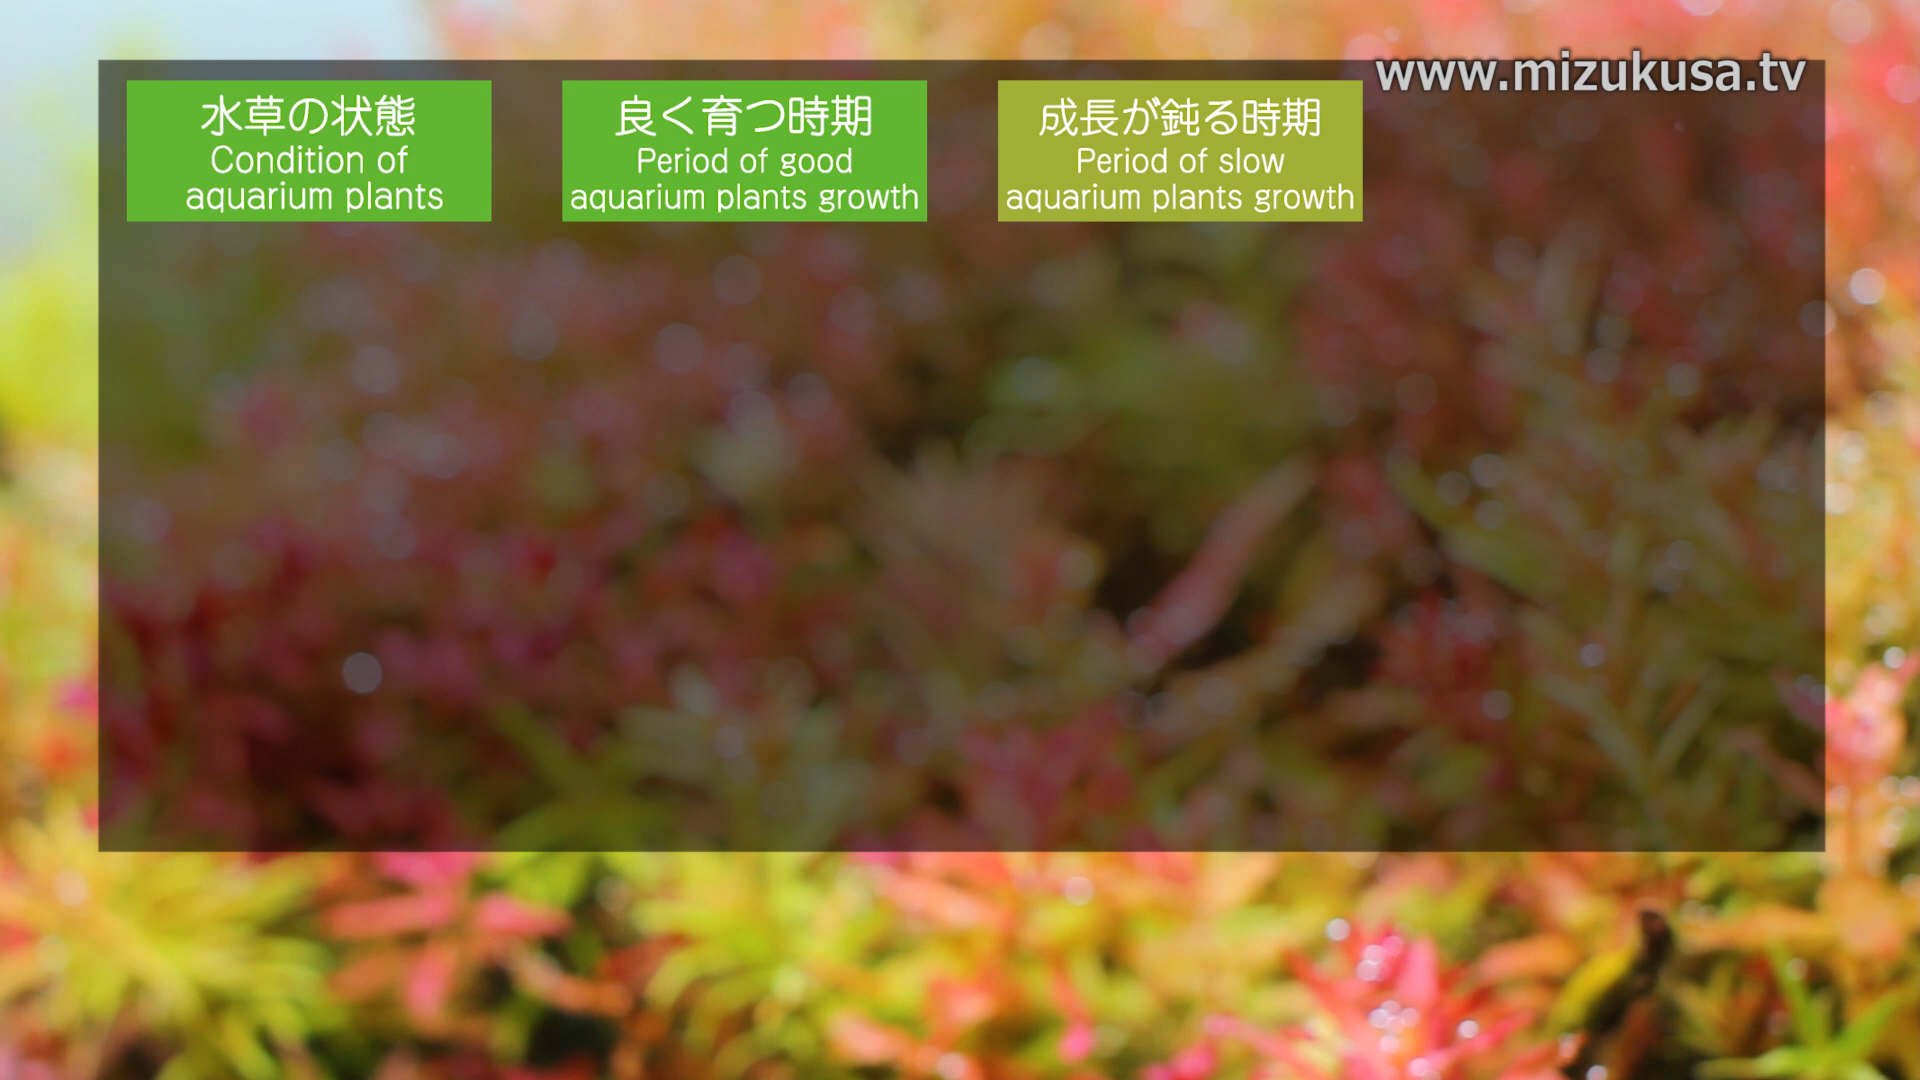 www.mizukusa.tv
水草の状態
Condition of
aquarium plants
良く育つ時期
Period of good
aquarium plants growth
成長が鈍る時期
Period of slow
aquarium plants growth